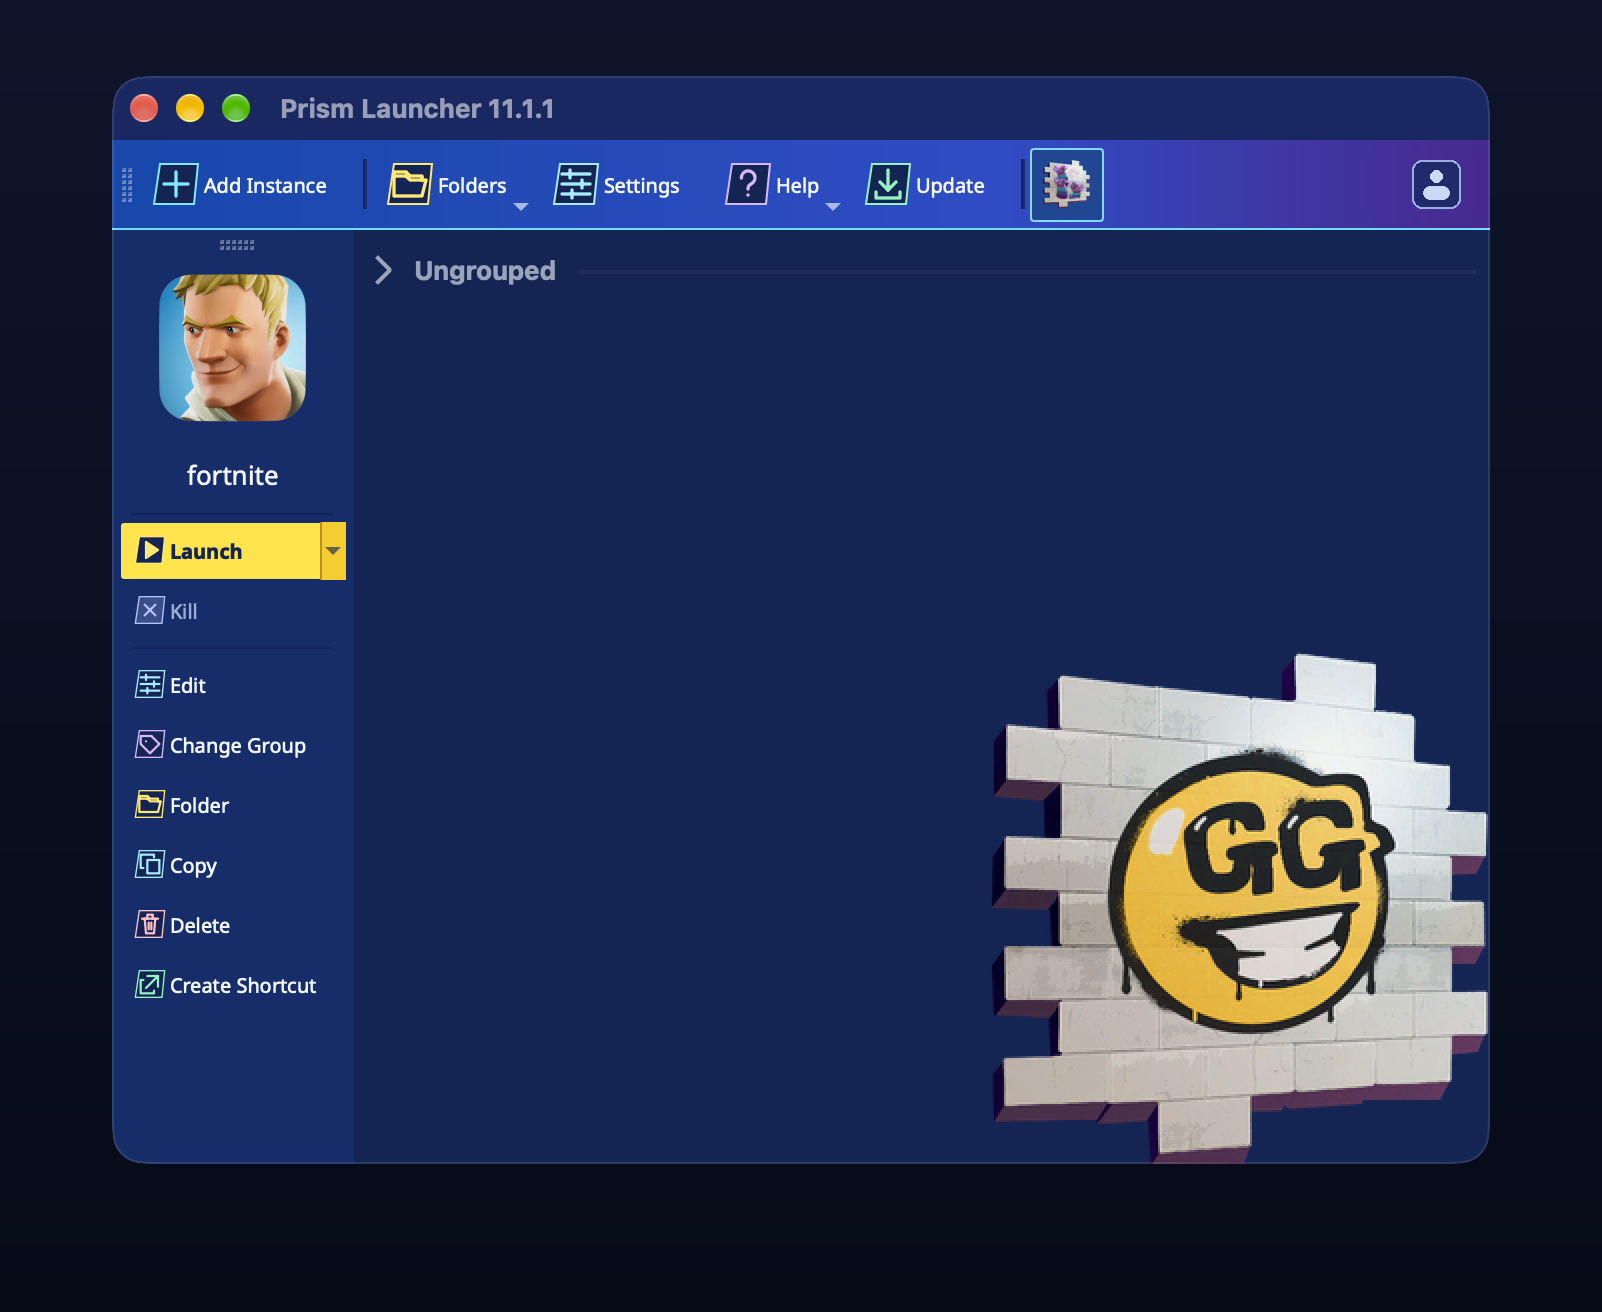 Prism Launcher 11.1.1
Add Instance
Folders
Settings
Help
Update
Ungrouped
fortnite
Launch
Kill
Edit
Change Group
Folder
Copy
Delete
Create Shortcut
GG